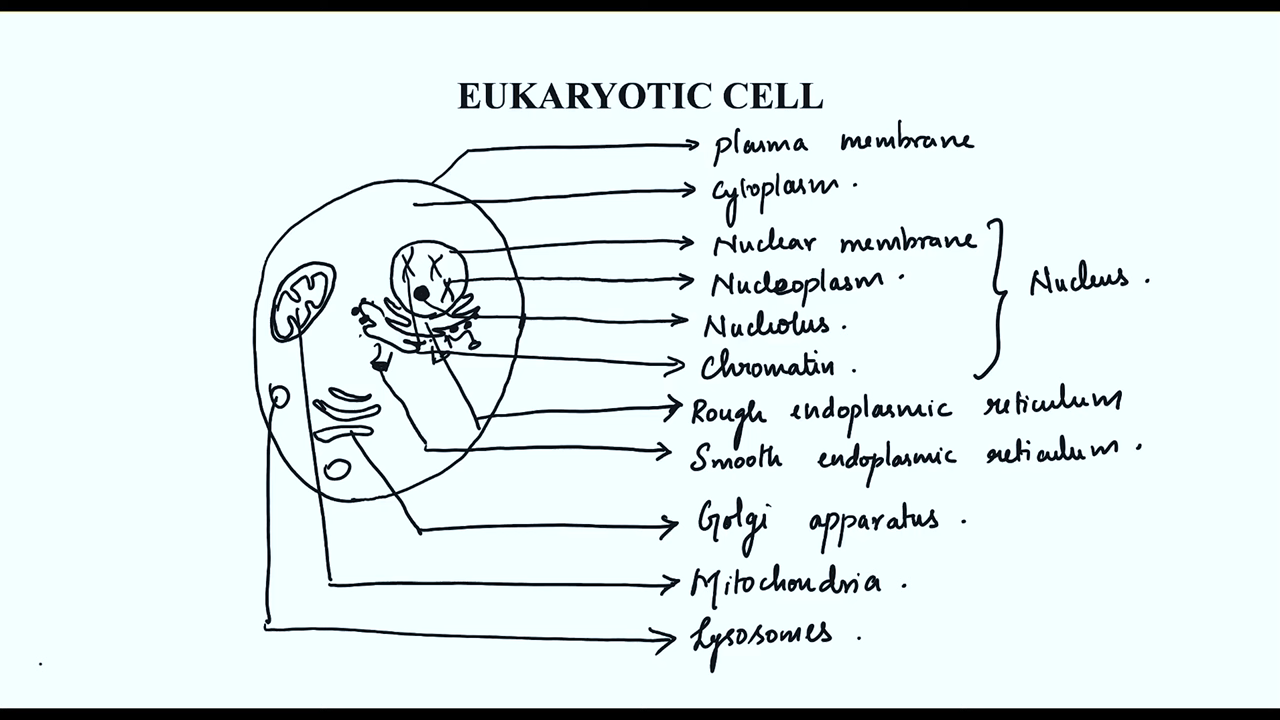 EUKARYOTIC CELL
plasma membrane
cytoplasm.
Nuclear membrane
Nucleoplasm.
Nucleus.
Nucleolus.
Chromatin.
Rough endoplasmic reticulum
Smooth endoplasmic reticulum.
Golgi apparatus.
Mitochondria.
Lysosomes.